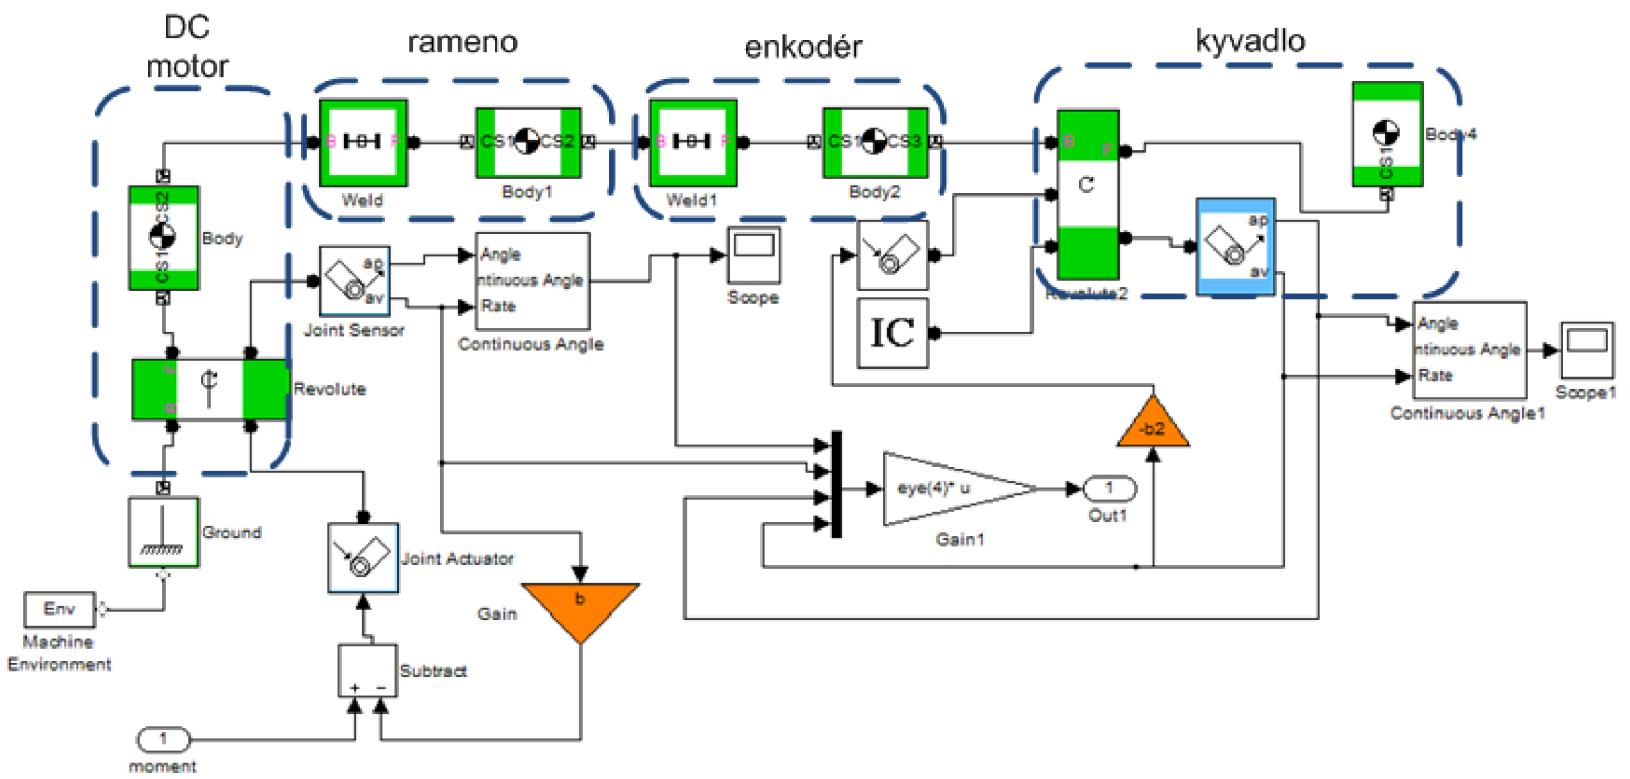 DC
motor
rameno
enkodér
kyvadlo
B
F
Weld
CS1
CS2
Body1
B
F
Weld1
CS1
CS3
Body2
B
F
C
Revolute2
CS1
Body4
CS2
CS1
Body
ap
av
Joint Sensor
Angle
ntinuous Angle
Rate
Continuous Angle
Scope
IC
ap
av
Angle
ntinuous Angle
Rate
Continuous Angle1
Scope1
F
B
Revolute
-b2
eye(4)* u
Gain1
1
Out1
Ground
Joint Actuator
b
Gain
Env
Machine
Environment
+ −
Subtract
1
moment